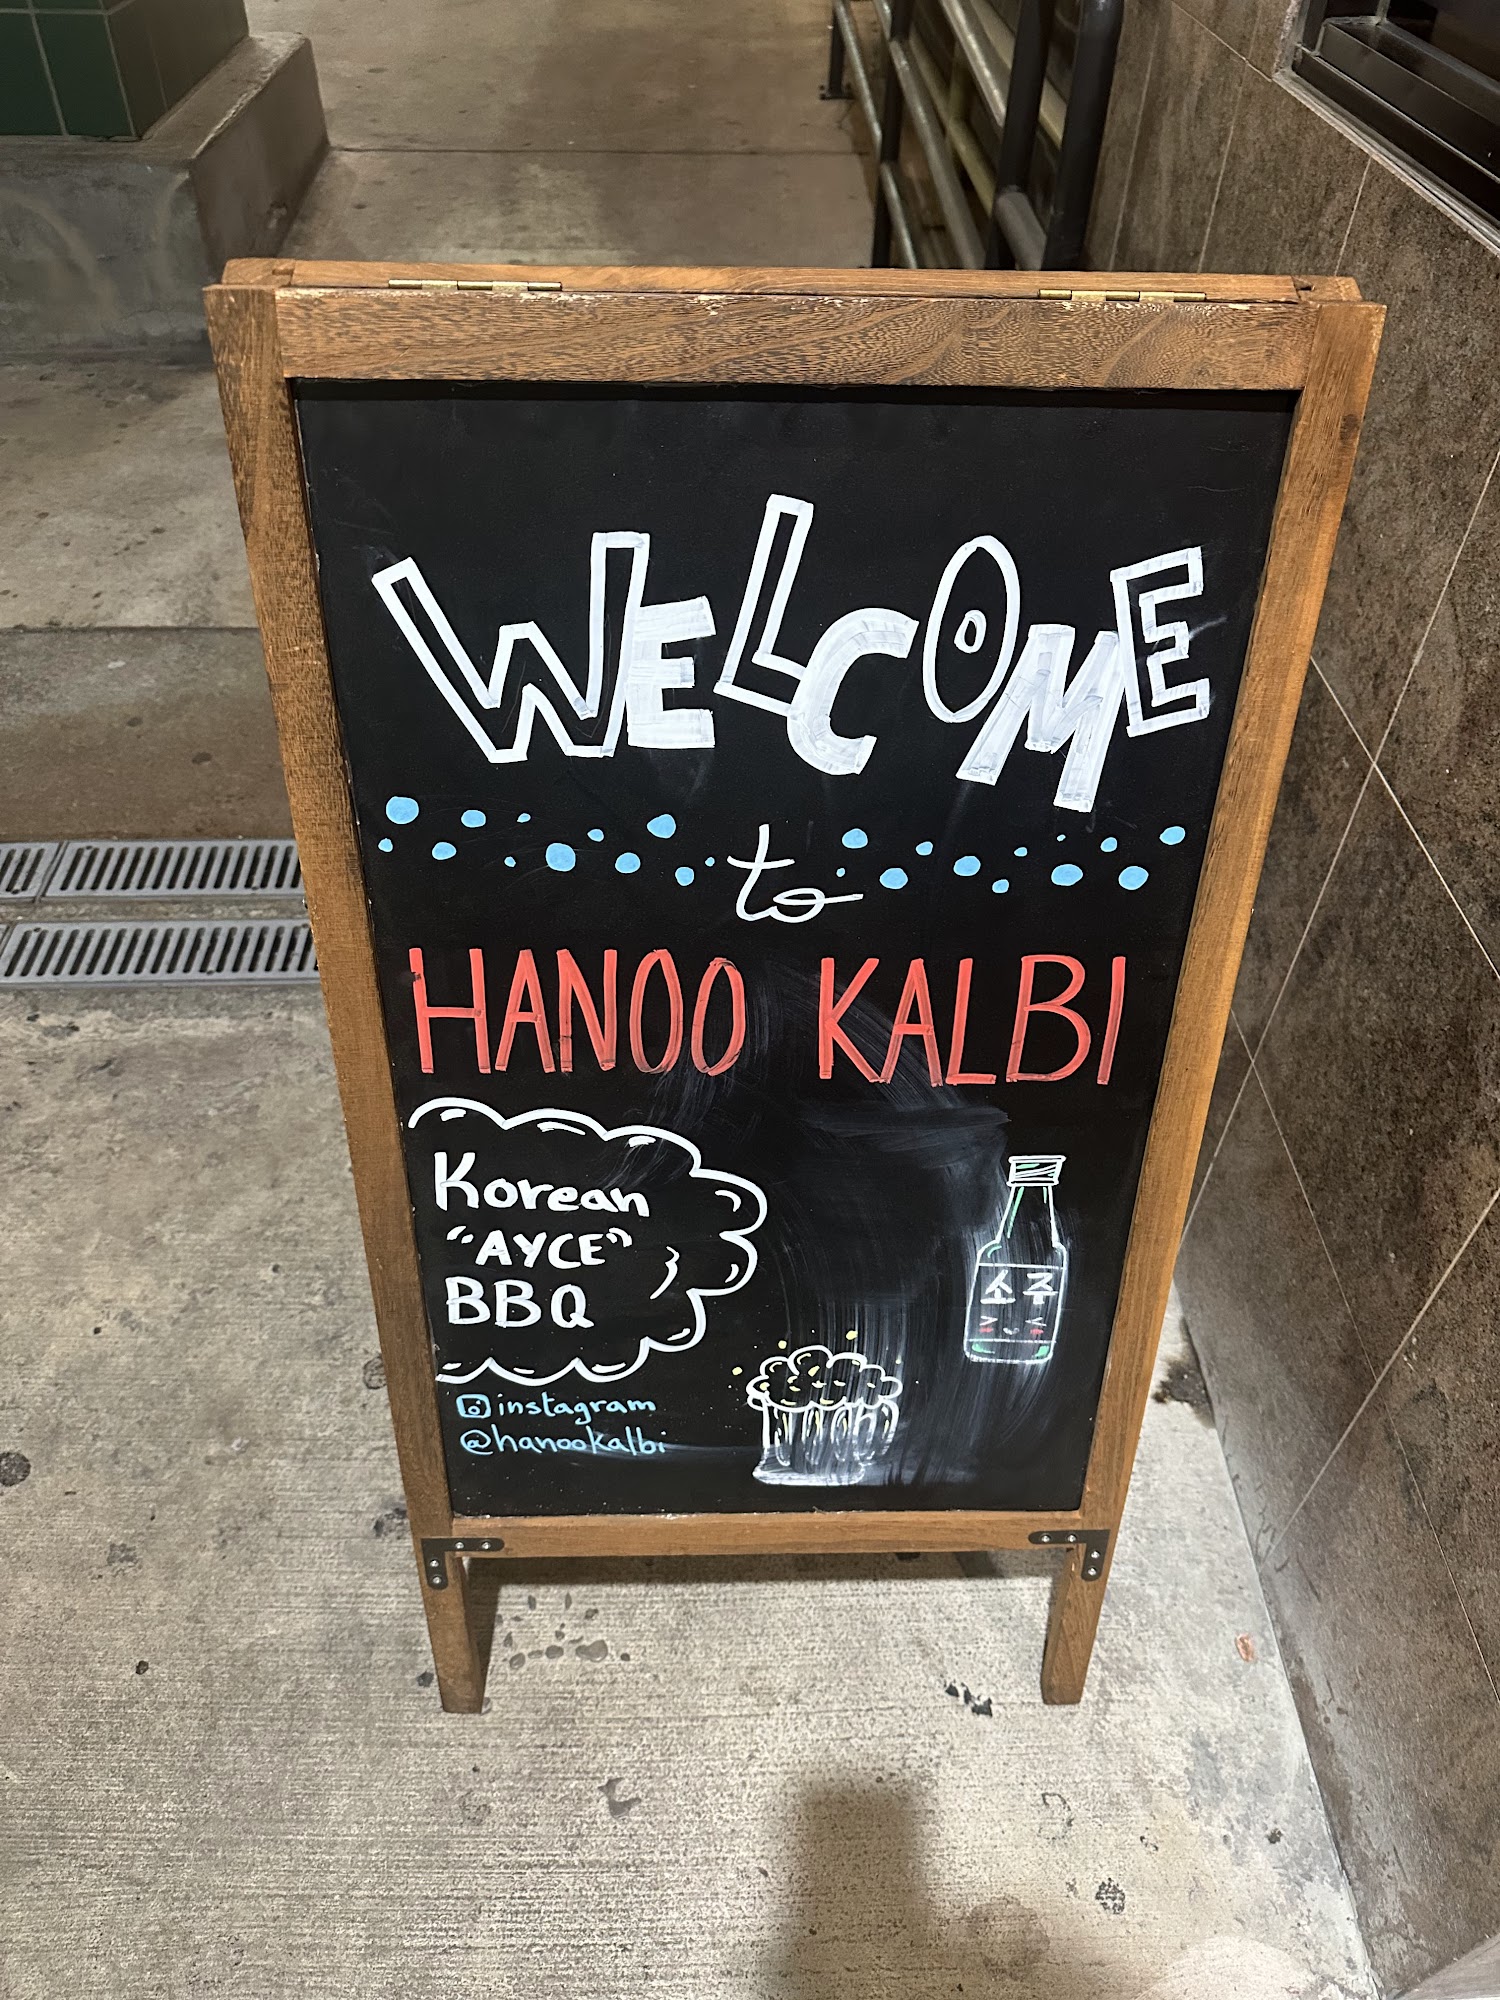 WELCOME
to
HANOO KALBI
Korean
"AYCE"
BBQ
instagram
@hanookalbi
소주